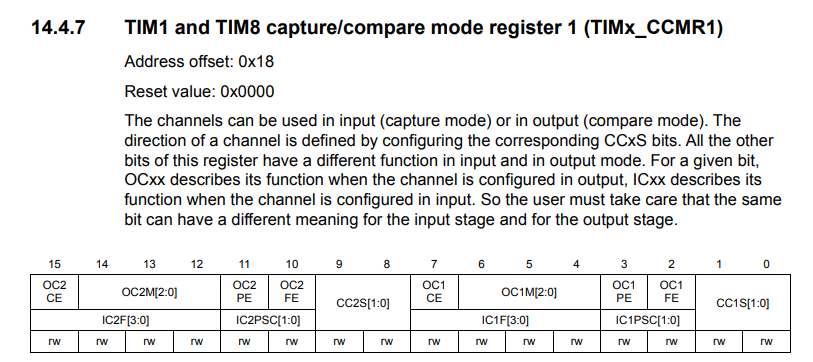 14.4.7 TIM1 and TIM8 capture/compare mode register 1 (TIMx_CCMR1)
Address offset: 0x18
Reset value: 0x0000
The channels can be used in input (capture mode) or in output (compare mode). The
direction of a channel is defined by configuring the corresponding CCxS bits. All the other
bits of this register have a different function in input and in output mode. For a given bit,
OCxx describes its function when the channel is configured in output, ICxx describes its
function when the channel is configured in input. So the user must take care that the same
bit can have a different meaning for the input stage and for the output stage.
15 14 13 12 11 10 9 8 7 6 5 4 3 2 1 0
OC2 OC2 OC2 OC1 OC1 OC1
CE OC2M[2:0] PE FE CC2S[1:0] CE OC1M[2:0] PE FE CC1S[1:0]
IC2F[3:0] IC2PSC[1:0] IC1F[3:0] IC1PSC[1:0]
rw rw rw rw rw rw rw rw rw rw rw rw rw rw rw rw